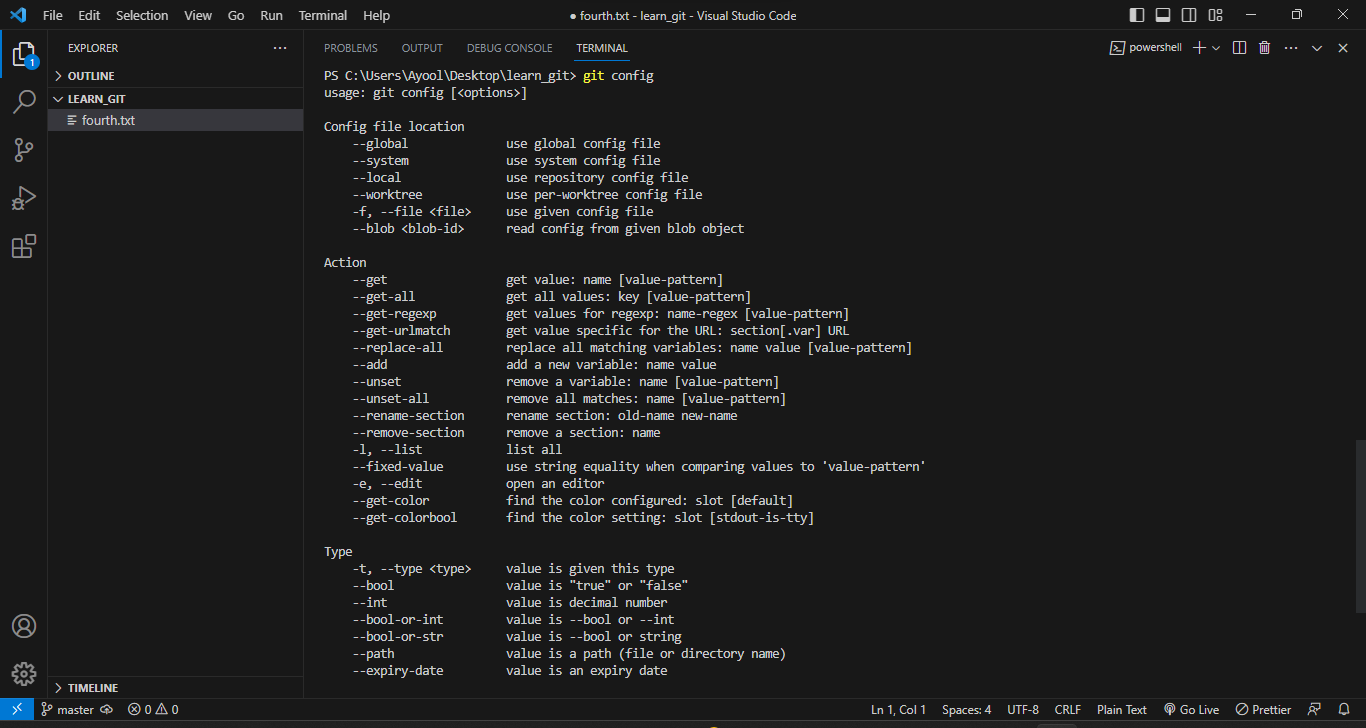 File Edit Selection View Go Run Terminal Help
● fourth.txt - learn_git - Visual Studio Code
1
EXPLORER
OUTLINE
LEARN_GIT
fourth.txt
TIMELINE
PROBLEMS OUTPUT DEBUG CONSOLE TERMINAL
powershell
PS C:\Users\Ayool\Desktop\learn_git> git config
usage: git config [<options>]
Config file location
--global use global config file
--system use system config file
--local use repository config file
--worktree use per-worktree config file
-f, --file <file> use given config file
--blob <blob-id> read config from given blob object
Action
--get get value: name [value-pattern]
--get-all get all values: key [value-pattern]
--get-regexp get values for regexp: name-regex [value-pattern]
--get-urlmatch get value specific for the URL: section[.var] URL
--replace-all replace all matching variables: name value [value-pattern]
--add add a new variable: name value
--unset remove a variable: name [value-pattern]
--unset-all remove all matches: name [value-pattern]
--rename-section rename section: old-name new-name
--remove-section remove a section: name
-l, --list list all
--fixed-value use string equality when comparing values to 'value-pattern'
-e, --edit open an editor
--get-color find the color configured: slot [default]
--get-colorbool find the color setting: slot [stdout-is-tty]
Type
-t, --type <type> value is given this type
--bool value is "true" or "false"
--int value is decimal number
--bool-or-int value is --bool or --int
--bool-or-str value is --bool or string
--path value is a path (file or directory name)
--expiry-date value is an expiry date
master 0 0
Ln 1, Col 1 Spaces: 4 UTF-8 CRLF Plain Text Go Live Prettier